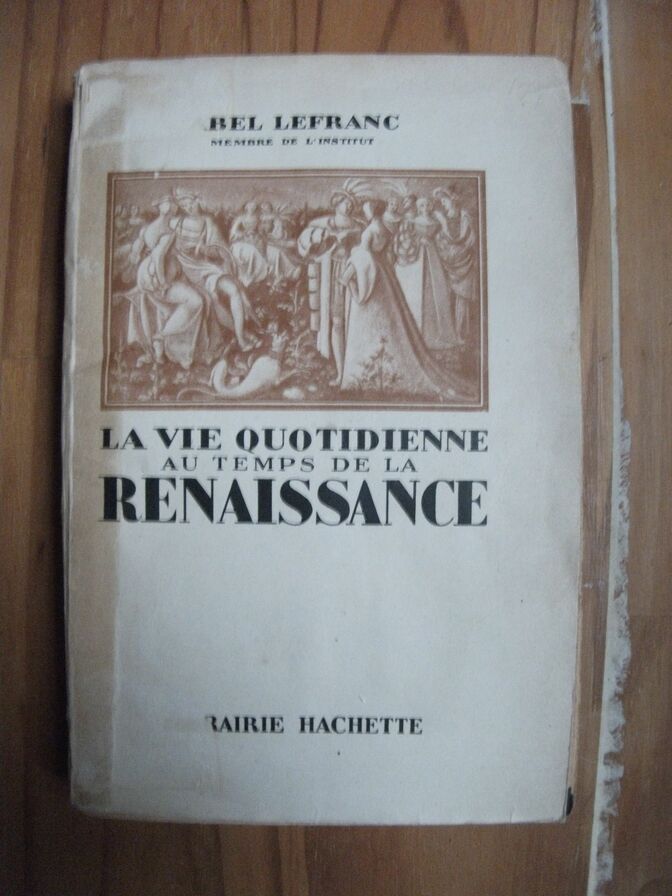 BEL LEFRANC
MEMBRE DE L'INSTITUT
LA VIE QUOTIDIENNE
AU TEMPS DE LA
RENAISSANCE
RAIRIE HACHETTE